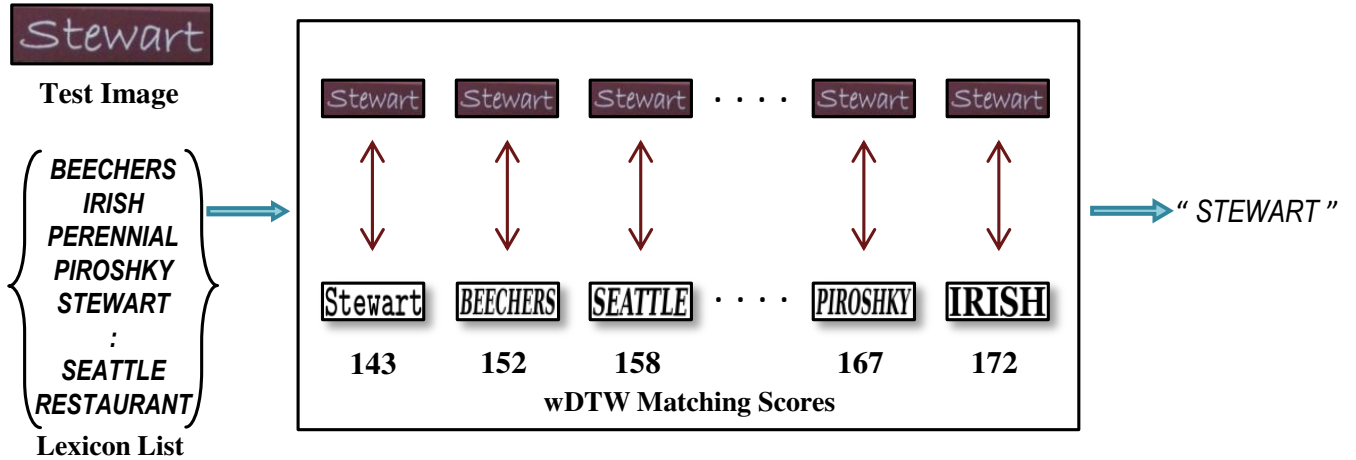 Stewart
Test Image
BEECHERS
IRISH
PERENNIAL
PIROSHKY
STEWART
:
SEATTLE
RESTAURANT
Lexicon List
Stewart Stewart Stewart . . . . Stewart Stewart
Stewart BEECHERS SEATTLE . . . . PIROSHKY IRISH
143 152 158 167 172
wDTW Matching Scores
“ STEWART ”